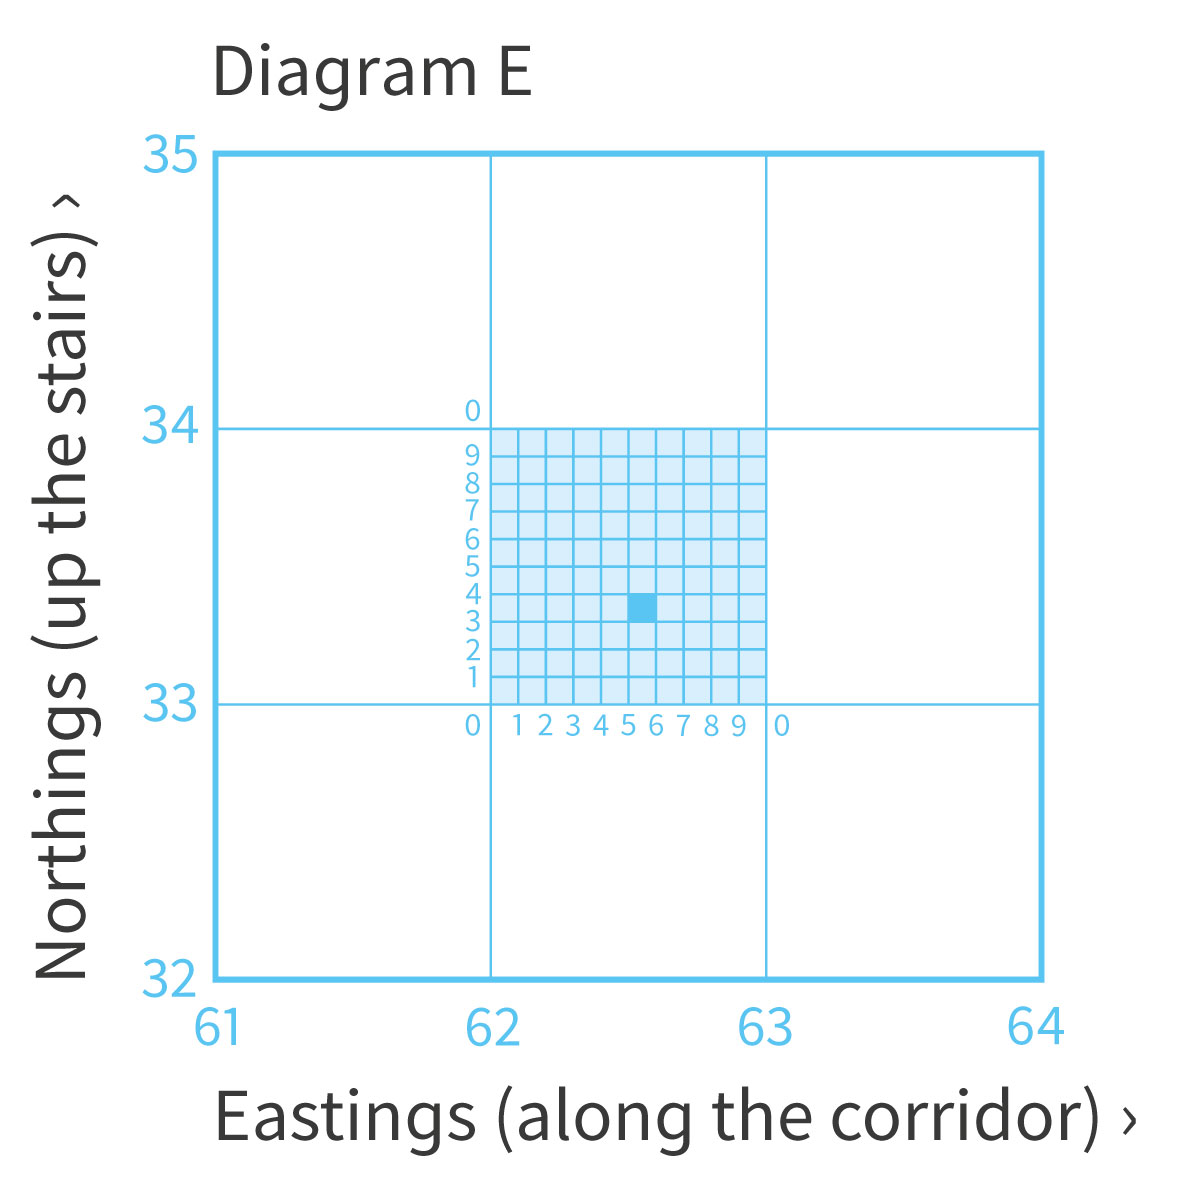 Diagram E
35
34
33
32
Northings (up the stairs) ›
0
9
8
7
6
5
4
3
2
1
0 1 2 3 4 5 6 7 8 9 0
61 62 63 64
Eastings (along the corridor) ›